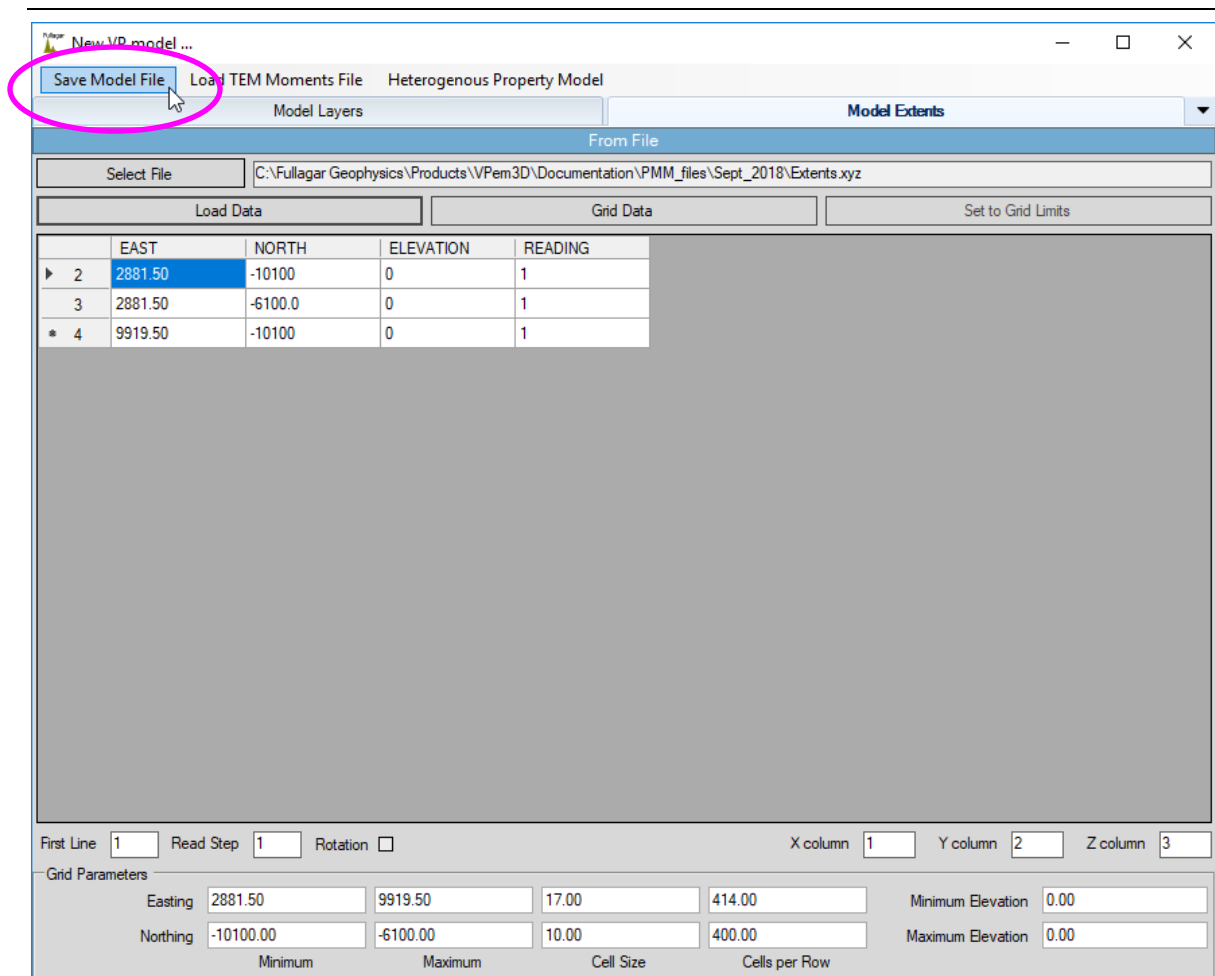 Fullagar
New VP model ...
Save Model File Load TEM Moments File Heterogenous Property Model
Model Layers Model Extents
From File
Select File C:\Fullagar Geophysics\Products\VPem3D\Documentation\PMM_files\Sept_2018\Extents.xyz
Load Data Grid Data Set to Grid Limits
EAST NORTH ELEVATION READING
2 2881.50 -10100 0 1
3 2881.50 -6100.0 0 1
* 4 9919.50 -10100 0 1
First Line 1 Read Step 1 Rotation X column 1 Y column 2 Z column 3
Grid Parameters
Easting 2881.50 9919.50 17.00 414.00 Minimum Elevation 0.00
Northing -10100.00 -6100.00 10.00 400.00 Maximum Elevation 0.00
Minimum Maximum Cell Size Cells per Row